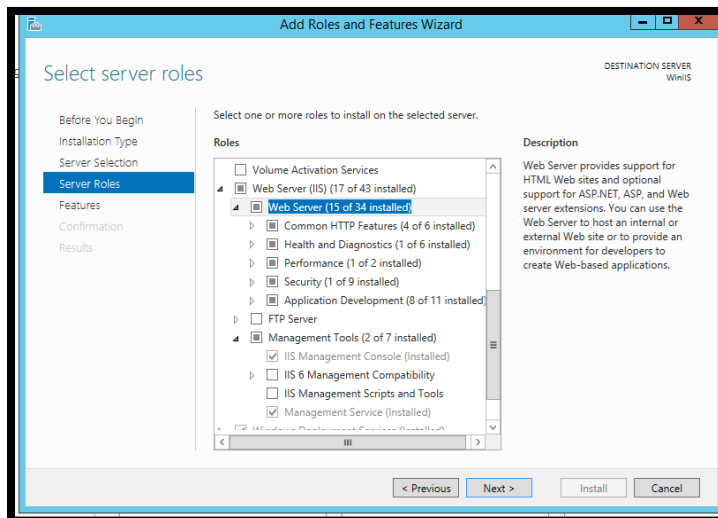 Add Roles and Features Wizard
Select server roles
DESTINATION SERVER
WinIIS
Before You Begin
Installation Type
Server Selection
Server Roles
Features
Confirmation
Results
Select one or more roles to install on the selected server.
Roles
Volume Activation Services
Web Server (IIS) (17 of 43 installed)
Web Server (15 of 34 installed)
Common HTTP Features (4 of 6 installed)
Health and Diagnostics (1 of 6 installed)
Performance (1 of 2 installed)
Security (1 of 9 installed)
Application Development (8 of 11 installed)
FTP Server
Management Tools (2 of 7 installed)
IIS Management Console (Installed)
IIS 6 Management Compatibility
IIS Management Scripts and Tools
Management Service (Installed)
Windows Deployment Services (Installed)
Description
Web Server provides support for
HTML Web sites and optional
support for ASP.NET, ASP, and Web
server extensions. You can use the
Web Server to host an internal or
external Web site or to provide an
environment for developers to
create Web-based applications.
< Previous
Next >
Install
Cancel